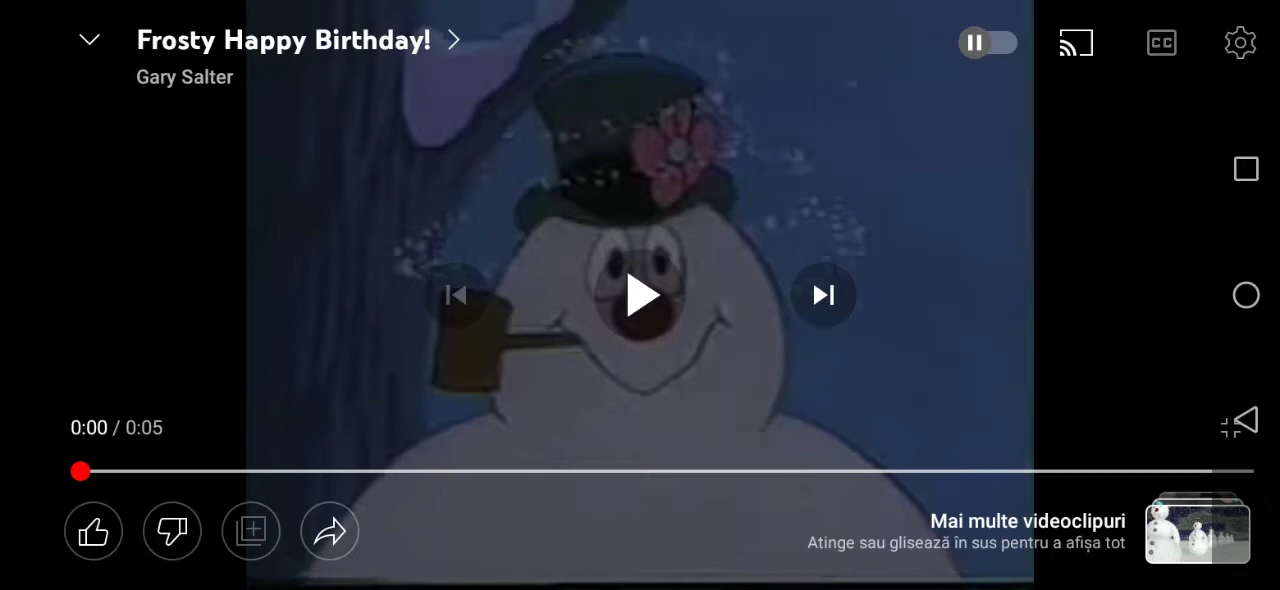 Frosty Happy Birthday!
Gary Salter
CC
0:00 / 0:05
Mai multe videoclipuri
Atinge sau glisează în sus pentru a afișa tot